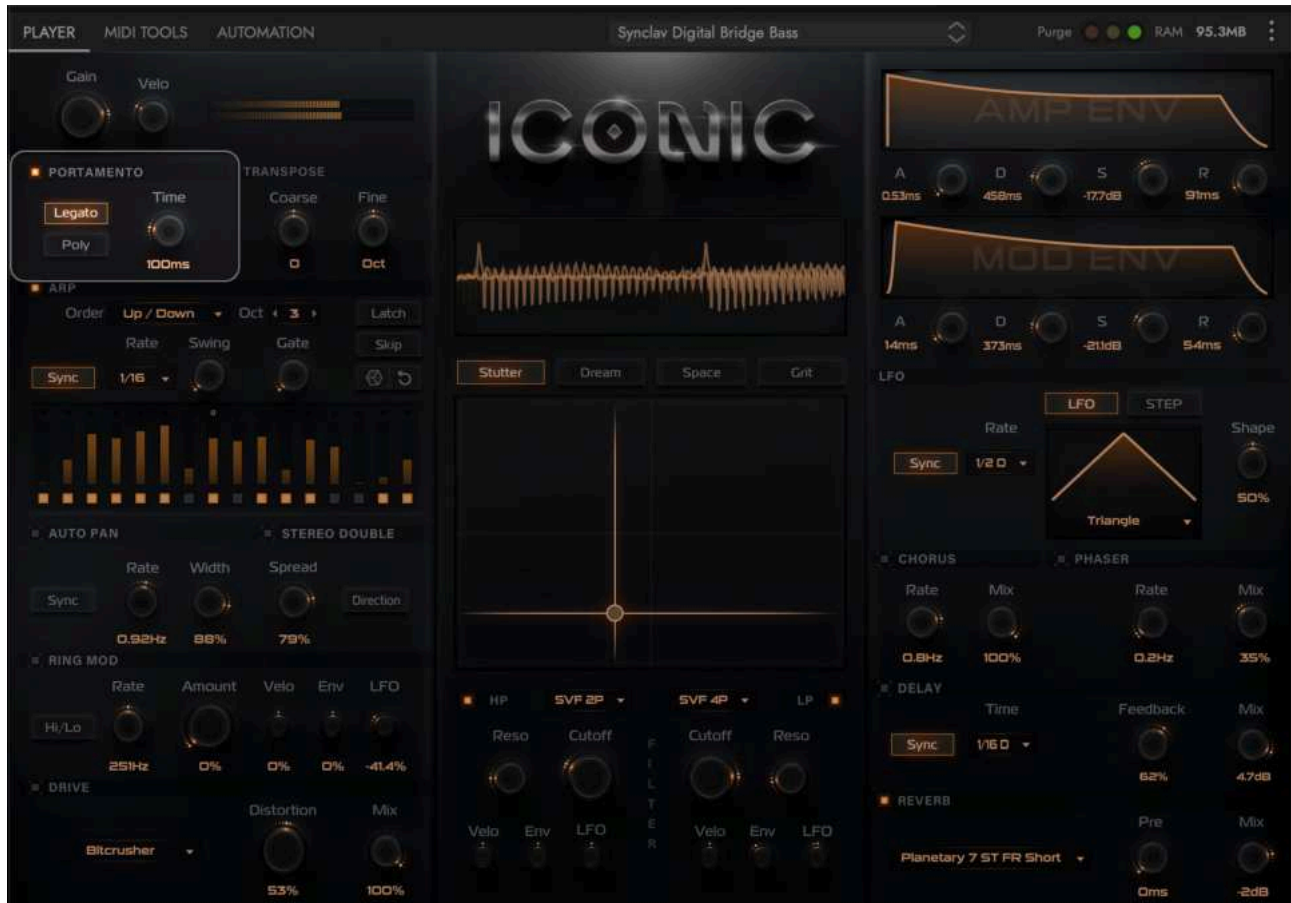 PLAYER MIDI TOOLS AUTOMATION Synclav Digital Bridge Bass Purge RAM 95.3MB
Gain Velo
ICONIC
PORTAMENTO
Time
Legato
Poly
100ms
TRANSPOSE
Coarse Fine
0 Oct
ARP
Order Up / Down Oct 3 Latch
Rate Swing Gate Skip
Sync 1/16
AUTO PAN STEREO DOUBLE
Rate Width Spread
Sync Direction
0.92Hz 88% 79%
RING MOD
Rate Amount Velo Env LFO
Hi/Lo
251Hz 0% 0% 0% -41.4%
DRIVE
Distortion Mix
Bitcrusher
53% 100%
Stutter Dream Space Grit
HP SVF 2P SVF 4P LP
Reso Cutoff Cutoff Reso
FILTER
Velo Env LFO Velo Env LFO
AMP ENV
A D S R
0.53ms 458ms -17.7dB 91ms
MOD ENV
A D S R
14ms 373ms -21.1dB 54ms
LFO
LFO STEP
Rate Shape
Sync 1/2 D
50%
Triangle
CHORUS PHASER
Rate Mix Rate Mix
0.8Hz 100% 0.2Hz 35%
DELAY
Time Feedback Mix
Sync 1/16 D
62% 4.7dB
REVERB
Pre Mix
Planetary 7 ST FR Short
0ms -2dB